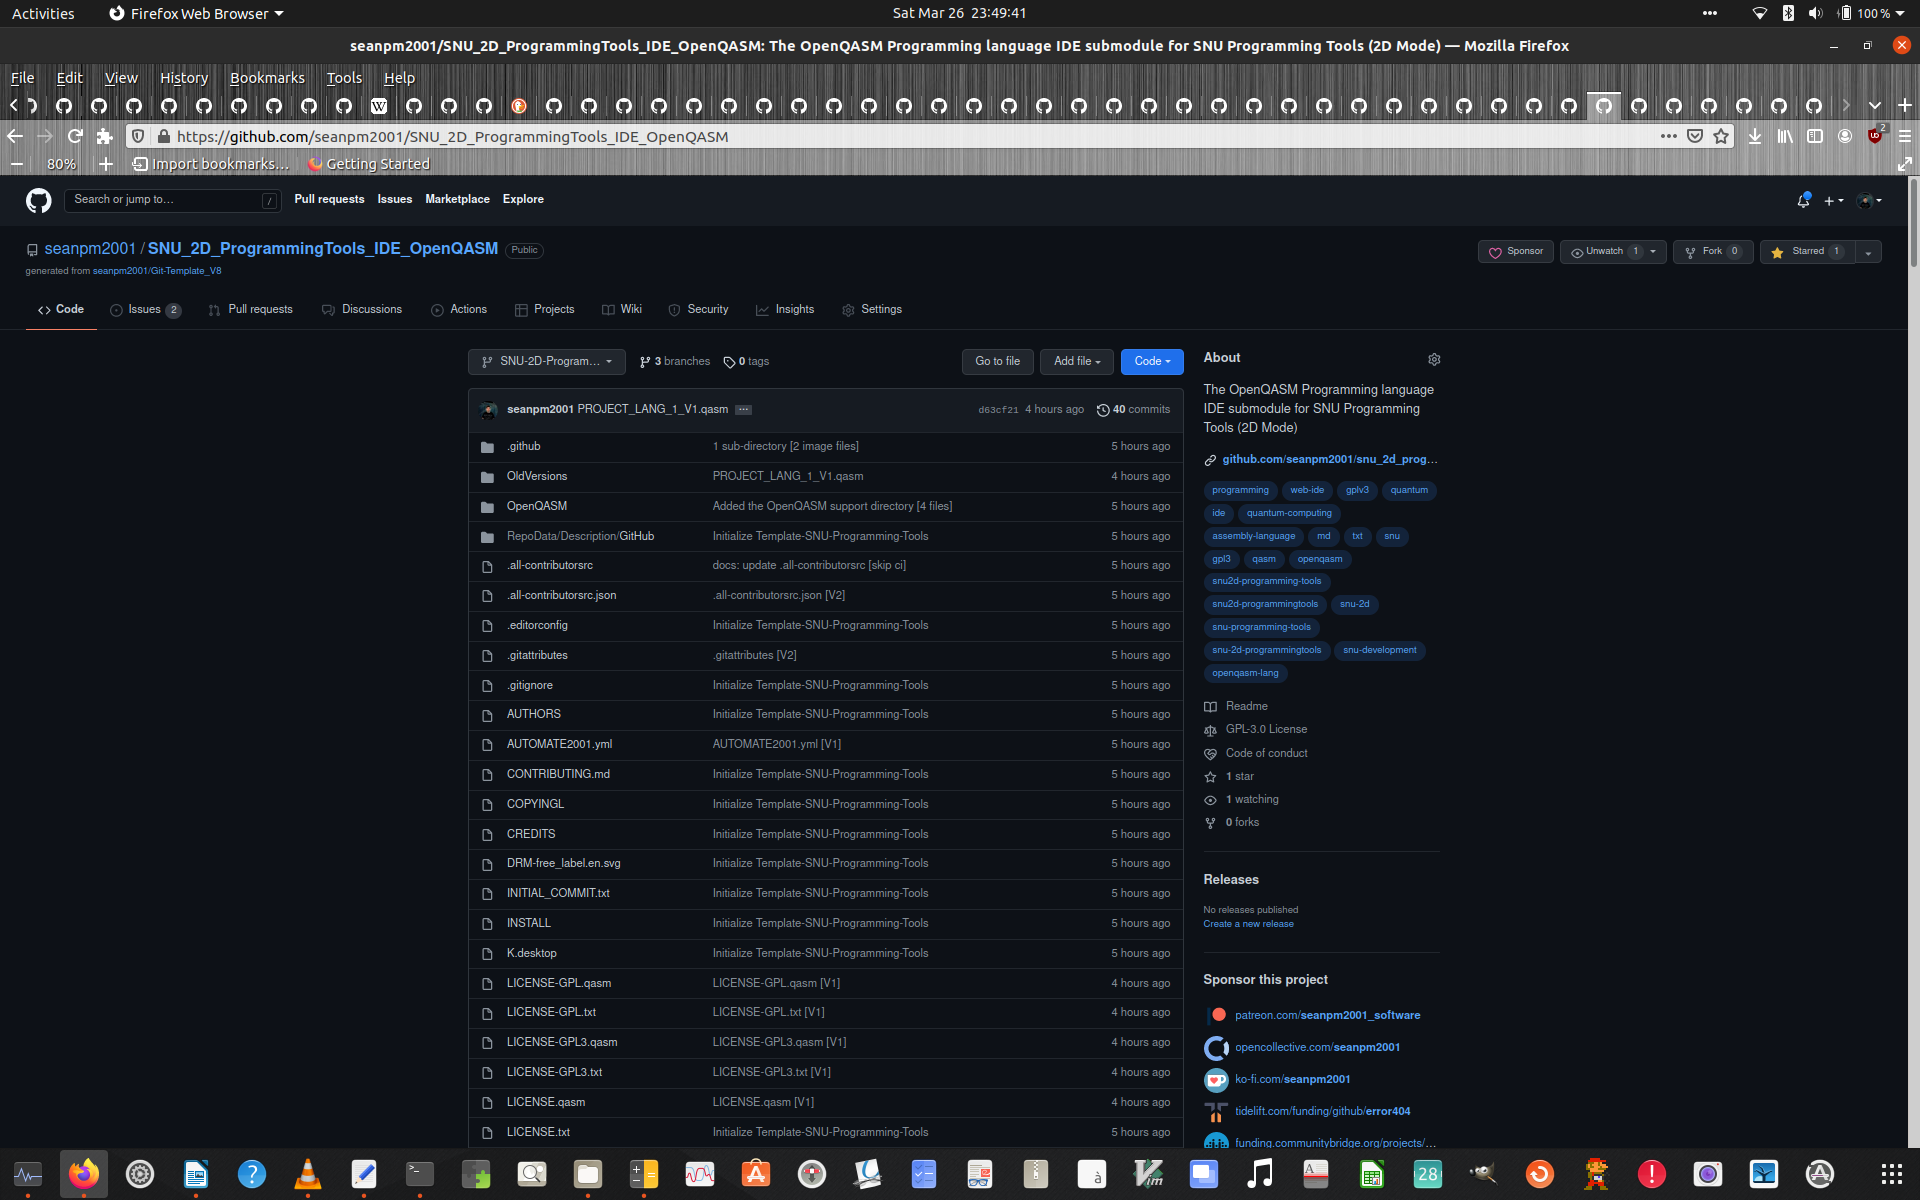 Activities Firefox Web Browser Sat Mar 26 23:49:41 100 %
seanpm2001/SNU_2D_ProgrammingTools_IDE_OpenQASM: The OpenQASM Programming language IDE submodule for SNU Programming Tools (2D Mode) — Mozilla Firefox
File Edit View History Bookmarks Tools Help
https://github.com/seanpm2001/SNU_2D_ProgrammingTools_IDE_OpenQASM 2
80% Import bookmarks… Getting Started
Search or jump to… / Pull requests Issues Marketplace Explore
seanpm2001 / SNU_2D_ProgrammingTools_IDE_OpenQASM Public Sponsor Unwatch 1 Fork 0 Starred 1
generated from seanpm2001/Git-Template_V8
Code Issues 2 Pull requests Discussions Actions Projects Wiki Security Insights Settings
SNU-2D-Program… 3 branches 0 tags Go to file Add file Code
seanpm2001 PROJECT_LANG_1_V1.qasm … d63cf21 4 hours ago 40 commits
.github 1 sub-directory [2 image files] 5 hours ago
OldVersions PROJECT_LANG_1_V1.qasm 4 hours ago
OpenQASM Added the OpenQASM support directory [4 files] 5 hours ago
RepoData/Description/GitHub Initialize Template-SNU-Programming-Tools 5 hours ago
.all-contributorsrc docs: update .all-contributorsrc [skip ci] 5 hours ago
.all-contributorsrc.json .all-contributorsrc.json [V2] 5 hours ago
.editorconfig Initialize Template-SNU-Programming-Tools 5 hours ago
.gitattributes .gitattributes [V2] 5 hours ago
.gitignore Initialize Template-SNU-Programming-Tools 5 hours ago
AUTHORS Initialize Template-SNU-Programming-Tools 5 hours ago
AUTOMATE2001.yml AUTOMATE2001.yml [V1] 5 hours ago
CONTRIBUTING.md Initialize Template-SNU-Programming-Tools 5 hours ago
COPYINGL Initialize Template-SNU-Programming-Tools 5 hours ago
CREDITS Initialize Template-SNU-Programming-Tools 5 hours ago
DRM-free_label.en.svg Initialize Template-SNU-Programming-Tools 5 hours ago
INITIAL_COMMIT.txt Initialize Template-SNU-Programming-Tools 5 hours ago
INSTALL Initialize Template-SNU-Programming-Tools 5 hours ago
K.desktop Initialize Template-SNU-Programming-Tools 5 hours ago
LICENSE-GPL.qasm LICENSE-GPL.qasm [V1] 4 hours ago
LICENSE-GPL.txt LICENSE-GPL.txt [V1] 4 hours ago
LICENSE-GPL3.qasm LICENSE-GPL3.qasm [V1] 4 hours ago
LICENSE-GPL3.txt LICENSE-GPL3.txt [V1] 4 hours ago
LICENSE.qasm LICENSE.qasm [V1] 4 hours ago
LICENSE.txt Initialize Template-SNU-Programming-Tools 5 hours ago
About
The OpenQASM Programming language
IDE submodule for SNU Programming
Tools (2D Mode)
github.com/seanpm2001/snu_2d_prog…
programming web-ide gplv3 quantum
ide quantum-computing
assembly-language md txt snu
gpl3 qasm openqasm
snu2d-programming-tools
snu2d-programmingtools snu-2d
snu-programming-tools
snu-2d-programmingtools snu-development
openqasm-lang
Readme
GPL-3.0 License
Code of conduct
1 star
1 watching
0 forks
Releases
No releases published
Create a new release
Sponsor this project
patreon.com/seanpm2001_software
opencollective.com/seanpm2001
ko-fi.com/seanpm2001
tidelift.com/funding/github/error404
funding.communitybridge.org/projects/…
28